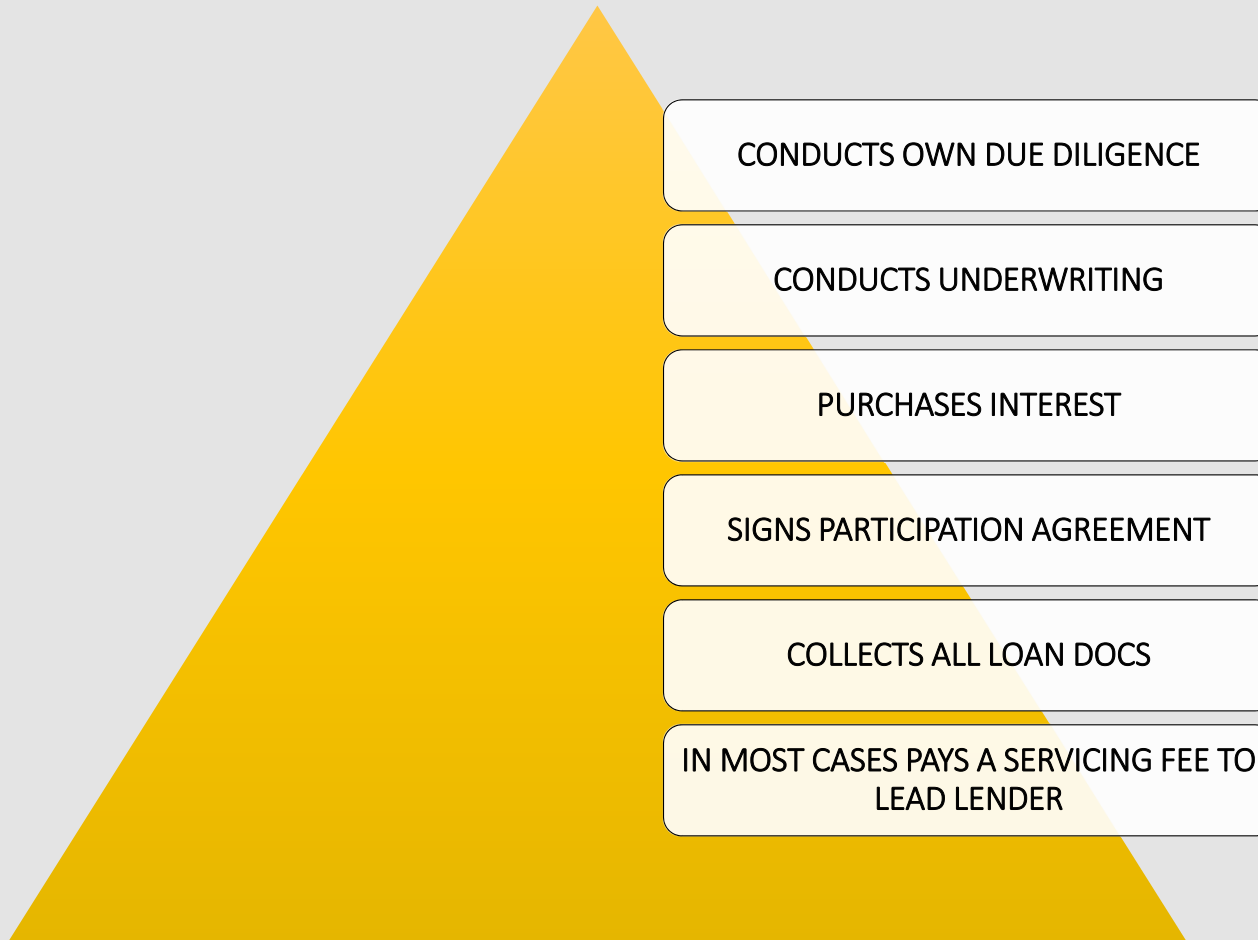 CONDUCTS OWN DUE DILIGENCE
CONDUCTS UNDERWRITING
PURCHASES INTEREST
SIGNS PARTICIPATION AGREEMENT
COLLECTS ALL LOAN DOCS
IN MOST CASES PAYS A SERVICING FEE TO
LEAD LENDER